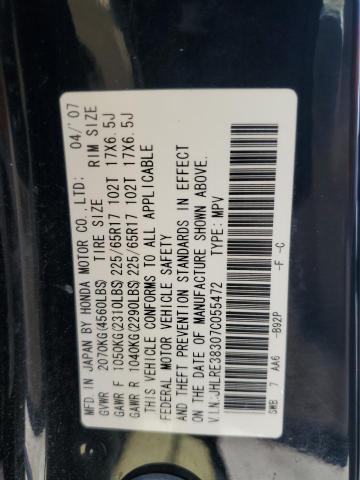 MFD. IN JAPAN BY HONDA MOTOR CO., LTD: 04/'07
GVWR 2070KG(4560LBS) TIRE SIZE RIM SIZE
GAWR F 1050KG(2310LBS) 225/65R17 102T 17X6.5J
GAWR R 1040KG(2290LBS) 225/65R17 102T 17X6.5J
THIS VEHICLE CONFORMS TO ALL APPLICABLE
FEDERAL MOTOR VEHICLE SAFETY
AND THEFT PREVENTION STANDARDS IN EFFECT
ON THE DATE OF MANUFACTURE SHOWN ABOVE.
V.I.N.:JHLRE38307C055472 TYPE: MPV
SWB 7 AA6 -B92P -F -C